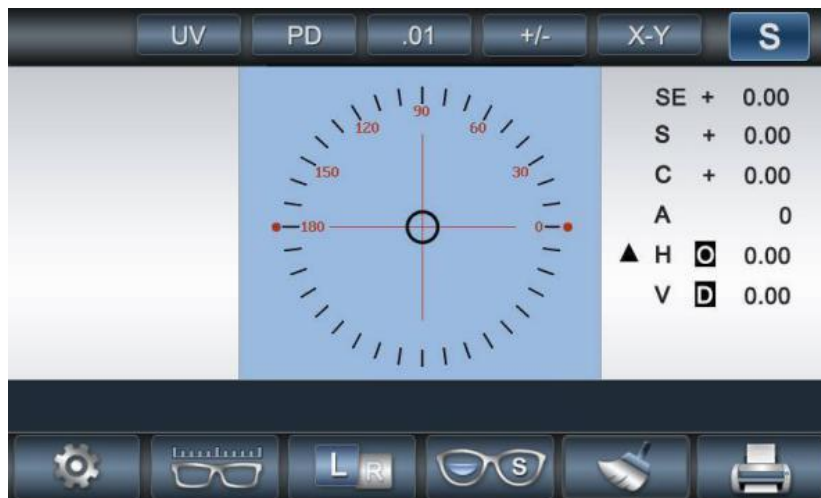 UV PD .01 +/- X-Y S
90
120 60
150 30
180 0
SE + 0.00
S + 0.00
C + 0.00
A 0
▲ H O 0.00
V D 0.00
L R S